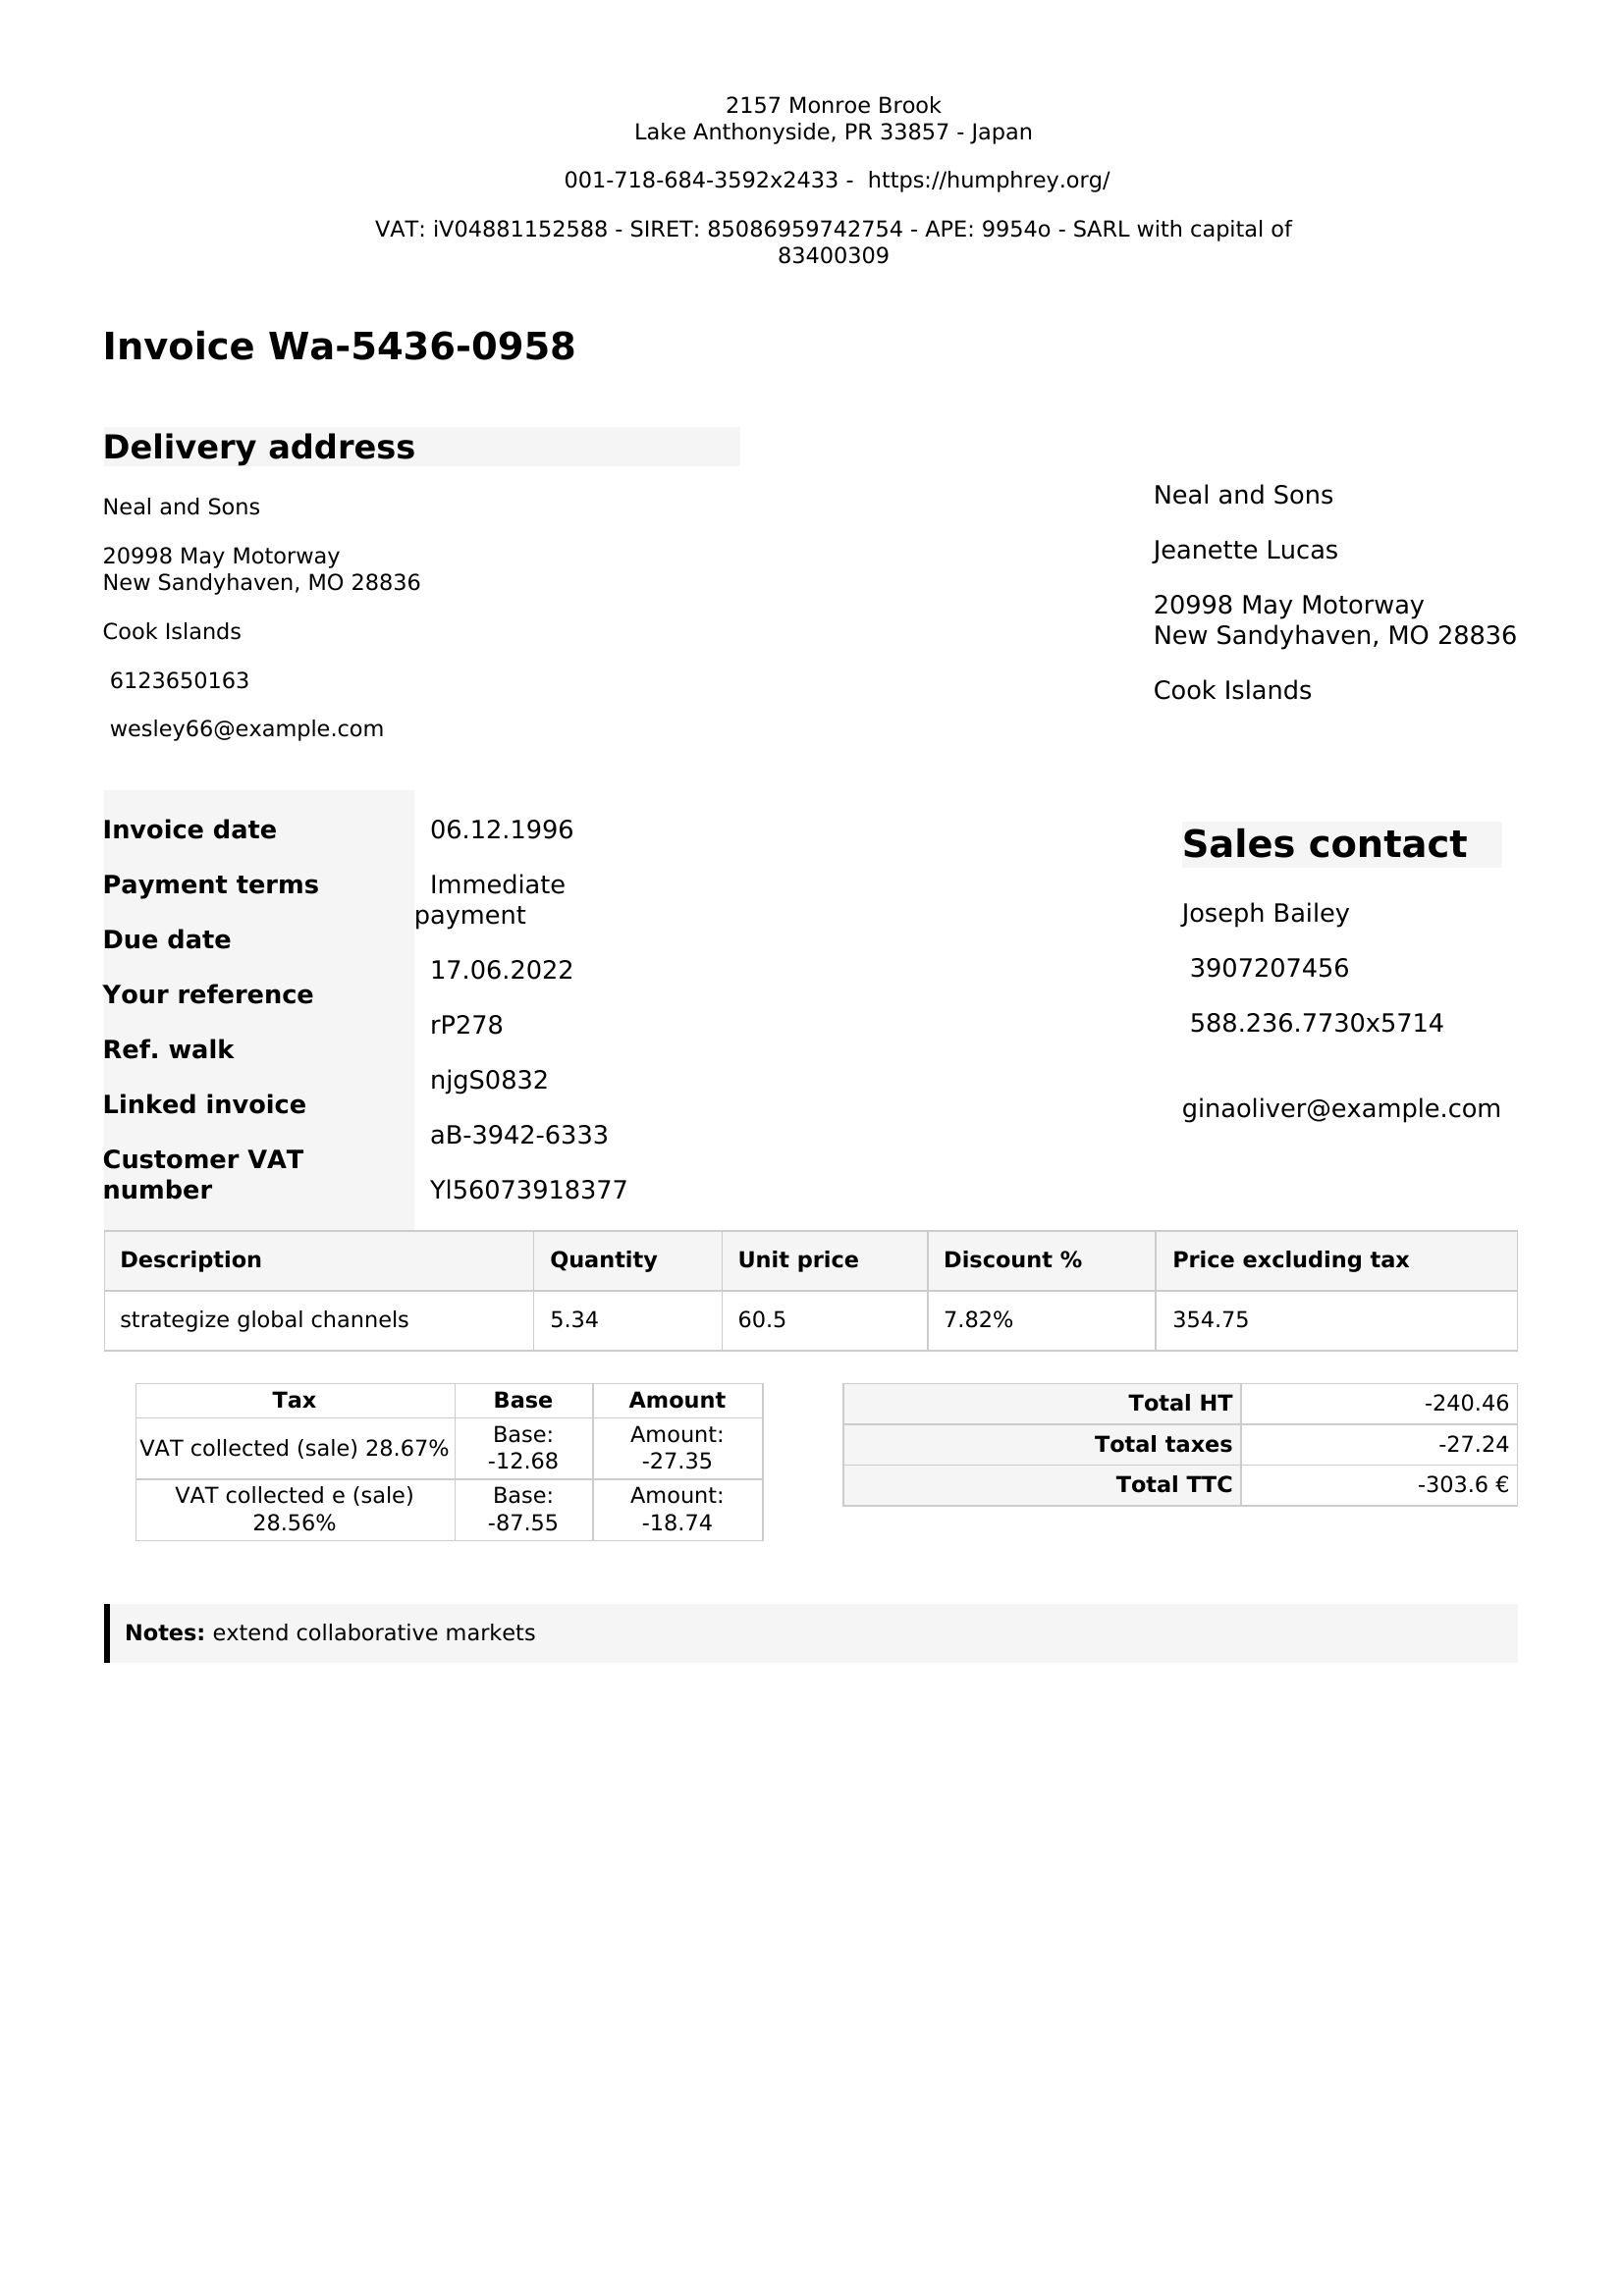 2157 Monroe Brook
Lake Anthonyside, PR 33857 - Japan
001-718-684-3592x2433 - https://humphrey.org/
VAT: iV04881152588 - SIRET: 85086959742754 - APE: 9954o - SARL with capital of
83400309
Invoice Wa-5436-0958
Delivery address
Neal and Sons
20998 May Motorway
New Sandyhaven, MO 28836
Cook Islands
6123650163
wesley66@example.com
Neal and Sons
Jeanette Lucas
20998 May Motorway
New Sandyhaven, MO 28836
Cook Islands
Invoice date
Payment terms
Due date
Your reference
Ref. walk
Linked invoice
Customer VAT
number
06.12.1996
Immediate
payment
17.06.2022
rP278
njgS0832
aB-3942-6333
Yl56073918377
Sales contact
Joseph Bailey
3907207456
588.236.7730x5714
ginaoliver@example.com
Description Quantity Unit price Discount % Price excluding tax
strategize global channels 5.34 60.5 7.82% 354.75
Tax Base Amount
VAT collected (sale) 28.67% Base: -12.68 Amount: -27.35
VAT collected e (sale) 28.56% Base: -87.55 Amount: -18.74
Total HT -240.46
Total taxes -27.24
Total TTC -303.6 €
Notes: extend collaborative markets